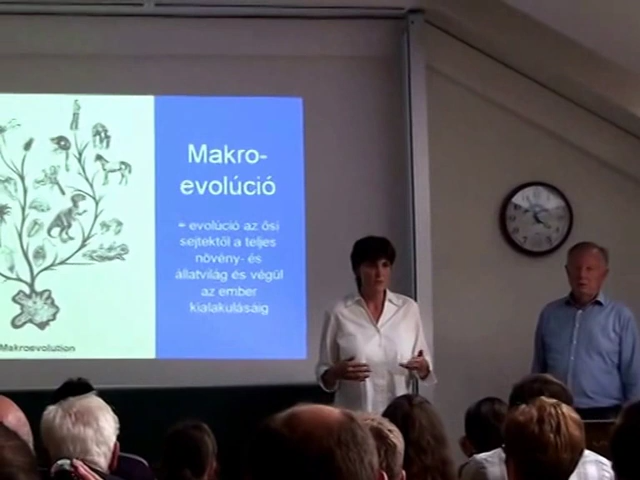 Makro-
evolúció
= evolúció az ősi
sejtektől a teljes
növény- és
állatvilág és végül
az ember
kialakulásáig
Makroevolution